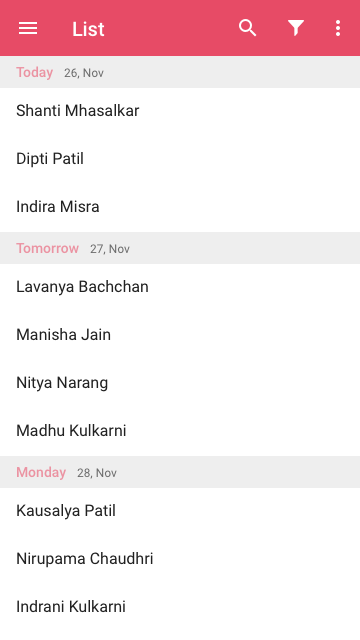 List
Today 26, Nov
Shanti Mhasalkar
Dipti Patil
Indira Misra
Tomorrow 27, Nov
Lavanya Bachchan
Manisha Jain
Nitya Narang
Madhu Kulkarni
Monday 28, Nov
Kausalya Patil
Nirupama Chaudhri
Indrani Kulkarni